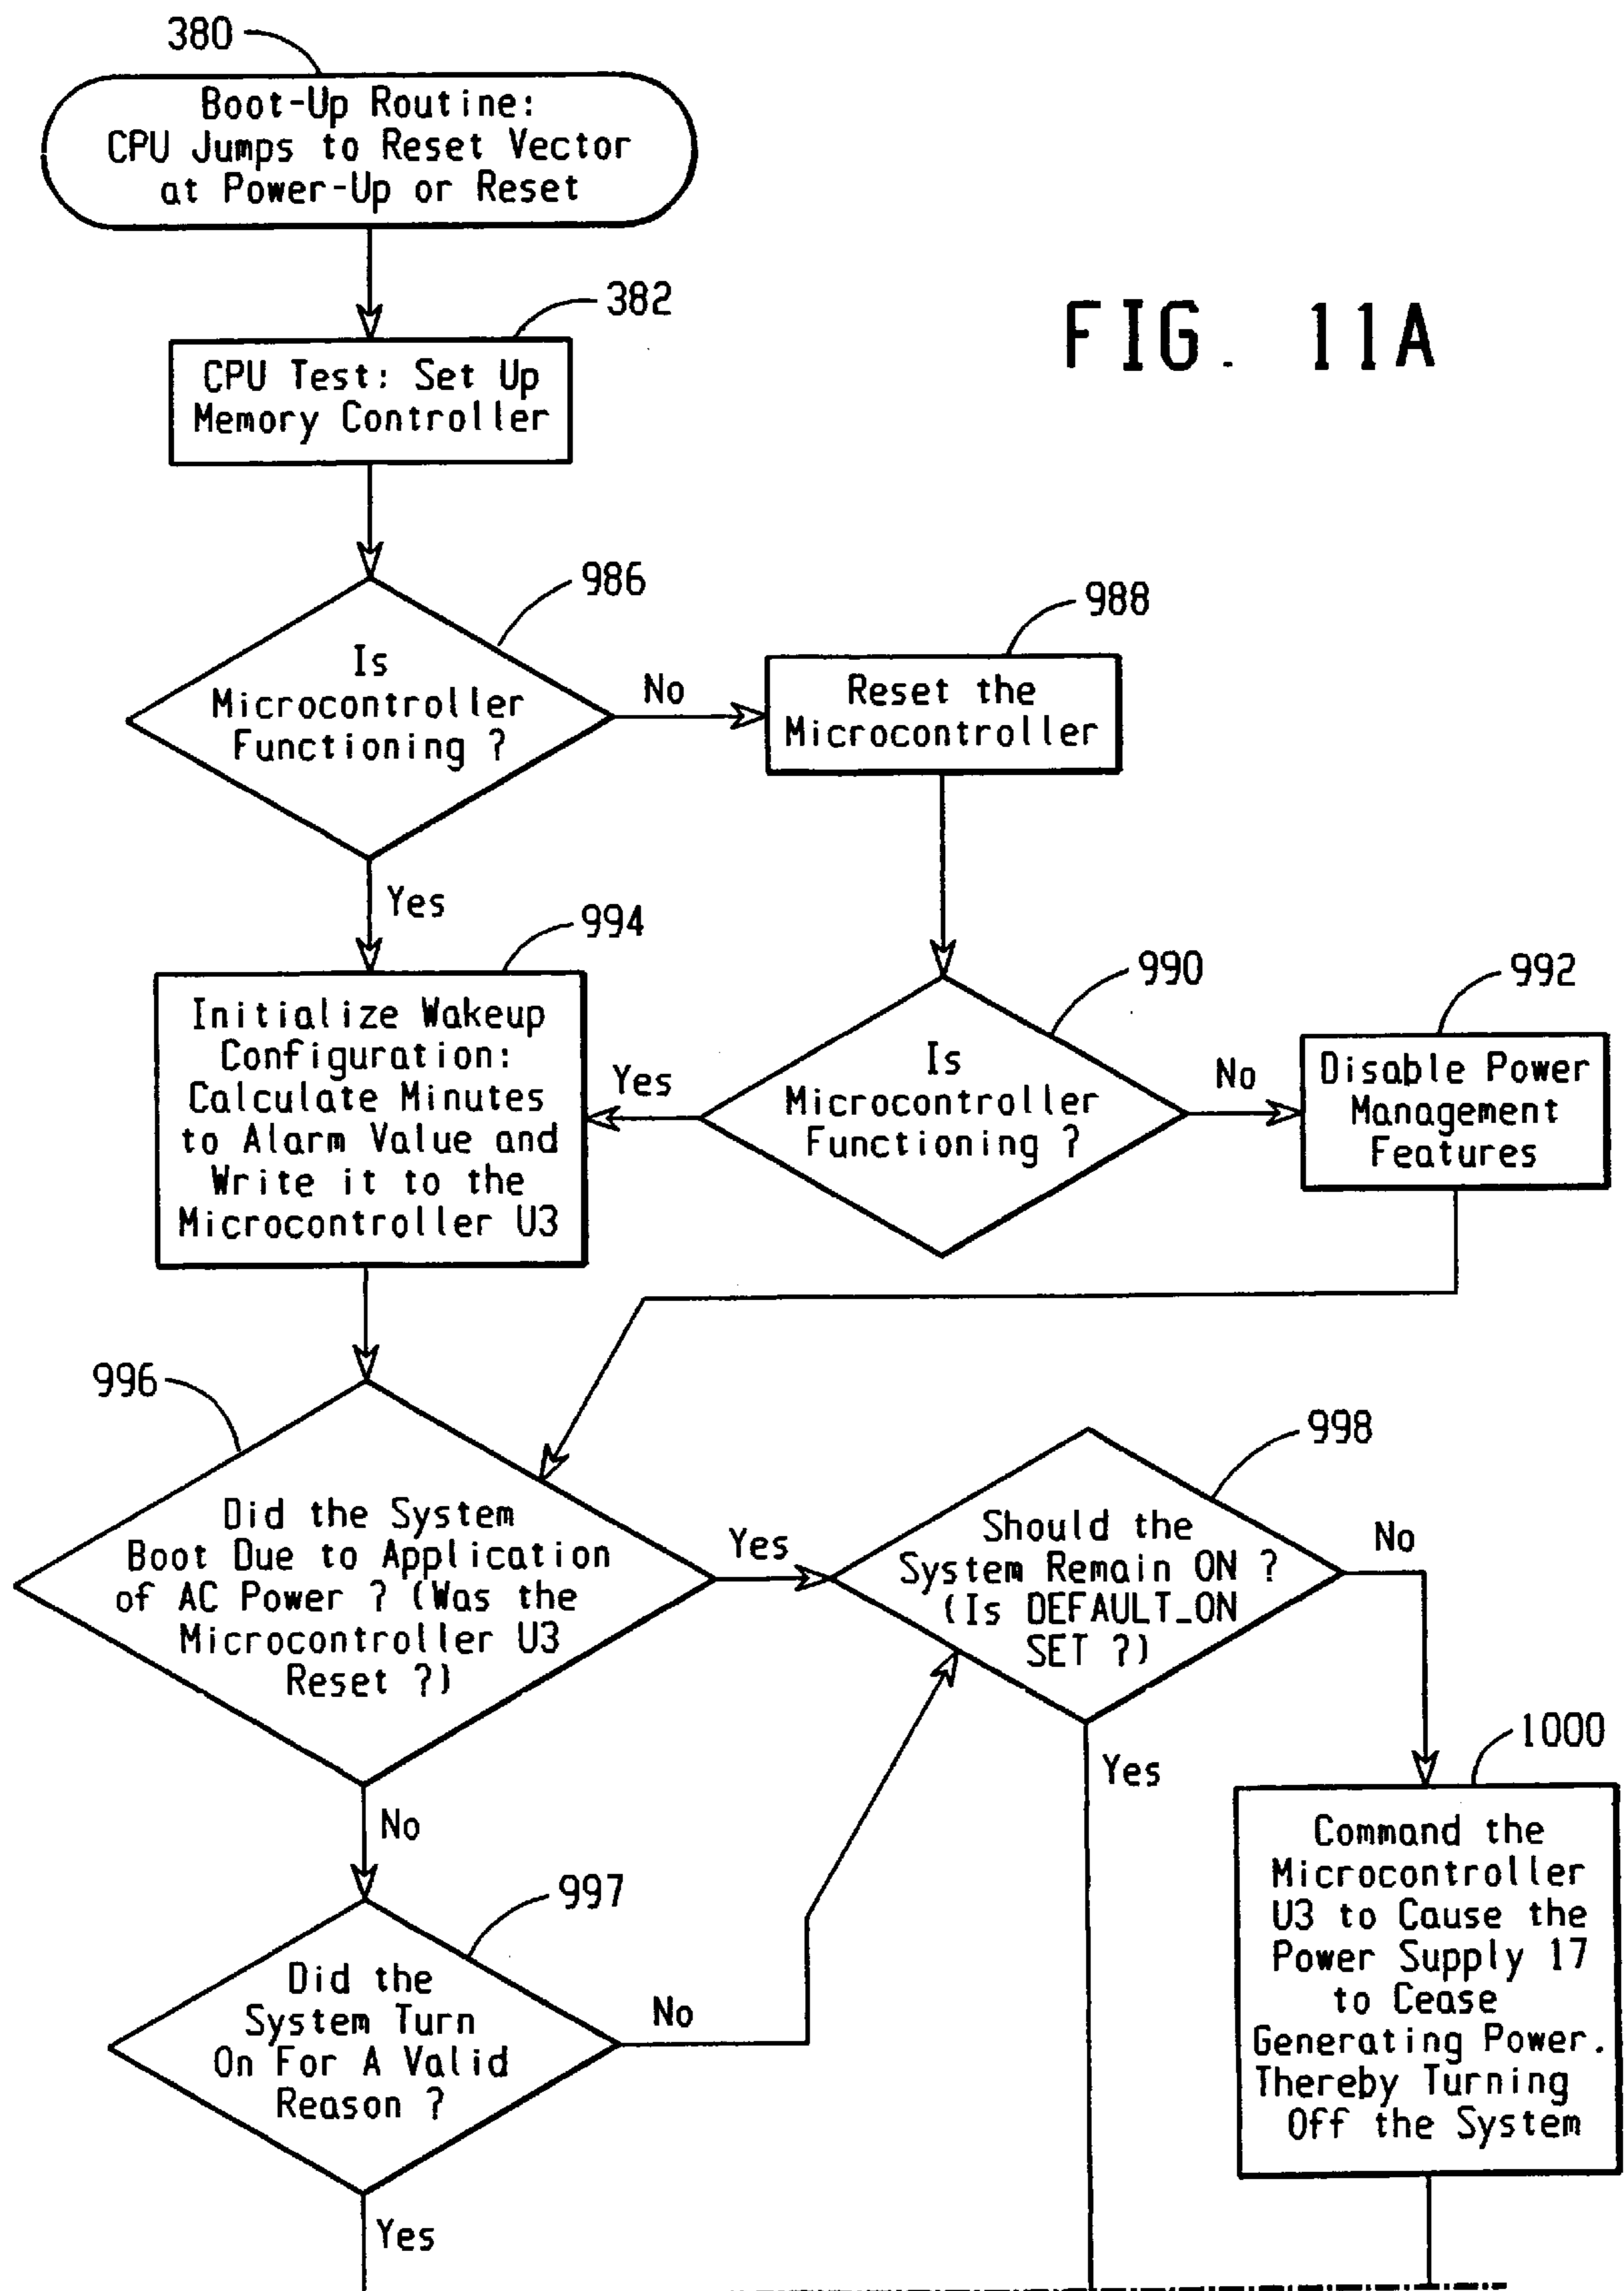 380
Boot-Up Routine:
CPU Jumps to Reset Vector
at Power-Up or Reset
382
CPU Test: Set Up
Memory Controller
FIG. 11A
986
Is
Microcontroller
Functioning ?
No
Yes
988
Reset the
Microcontroller
994
Initialize Wakeup
Configuration:
Calculate Minutes
to Alarm Value and
Write it to the
Microcontroller U3
990
Is
Microcontroller
Functioning ?
Yes
No
992
Disable Power
Management
Features
996
Did the System
Boot Due to Application
of AC Power ? (Was the
Microcontroller U3
Reset ?)
Yes
No
998
Should the
System Remain ON ?
(Is DEFAULT_ON
SET ?)
No
Yes
1000
Command the
Microcontroller
U3 to Cause the
Power Supply 17
to Cease
Generating Power.
Thereby Turning
Off the System
997
Did the
System Turn
On For A Valid
Reason ?
No
Yes